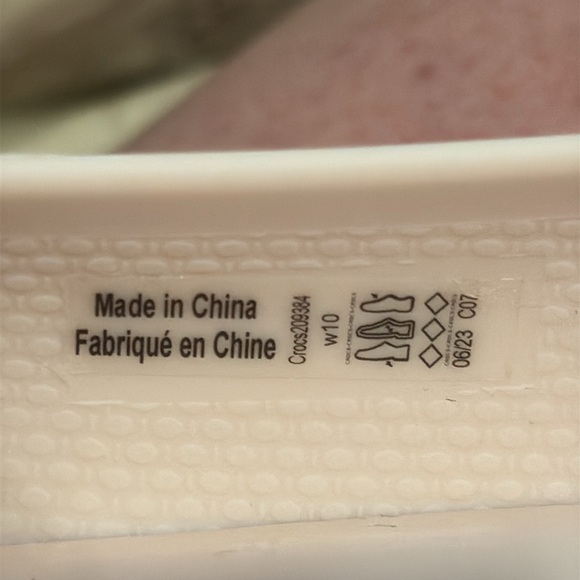 Made in China
Fabriqué en Chine
Crocs209384
w10
06/23 C07